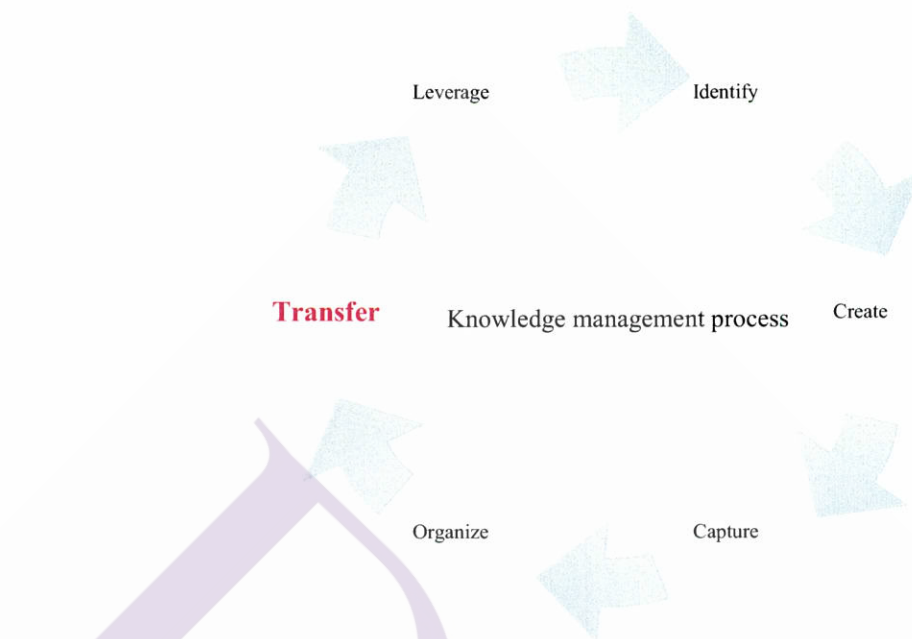 Leverage
Identify
Transfer
Knowledge management process
Create
Organize
Capture